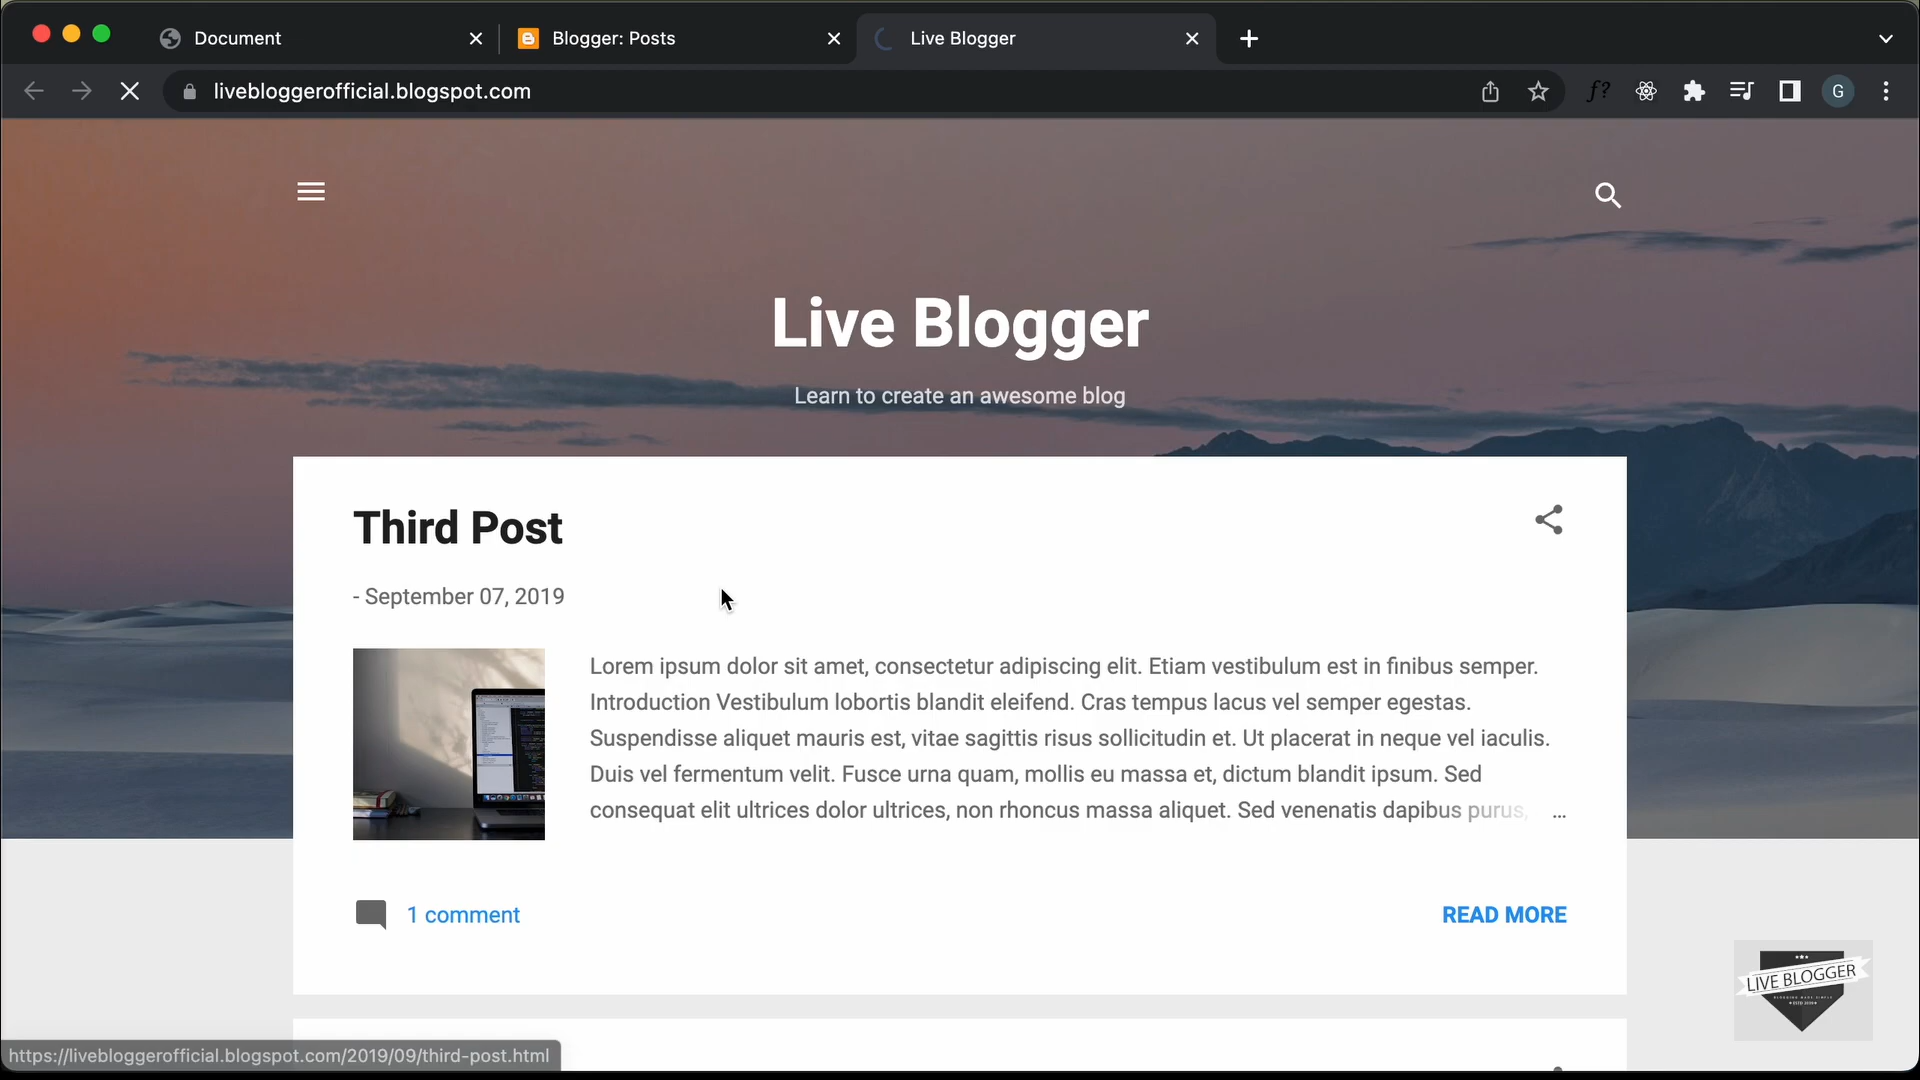 Document
Blogger: Posts
Live Blogger
livebloggerofficial.blogspot.com
f?
G
Live Blogger
Learn to create an awesome blog
Third Post
- September 07, 2019
Lorem ipsum dolor sit amet, consectetur adipiscing elit. Etiam vestibulum est in finibus semper.
Introduction Vestibulum lobortis blandit eleifend. Cras tempus lacus vel semper egestas.
Suspendisse aliquet mauris est, vitae sagittis risus sollicitudin et. Ut placerat in neque vel iaculis.
Duis vel fermentum velit. Fusce urna quam, mollis eu massa et, dictum blandit ipsum. Sed
consequat elit ultrices dolor ultrices, non rhoncus massa aliquet. Sed venenatis dapibus purus, ...
1 comment
READ MORE
LIVE BLOGGER
https://livebloggerofficial.blogspot.com/2019/09/third-post.html